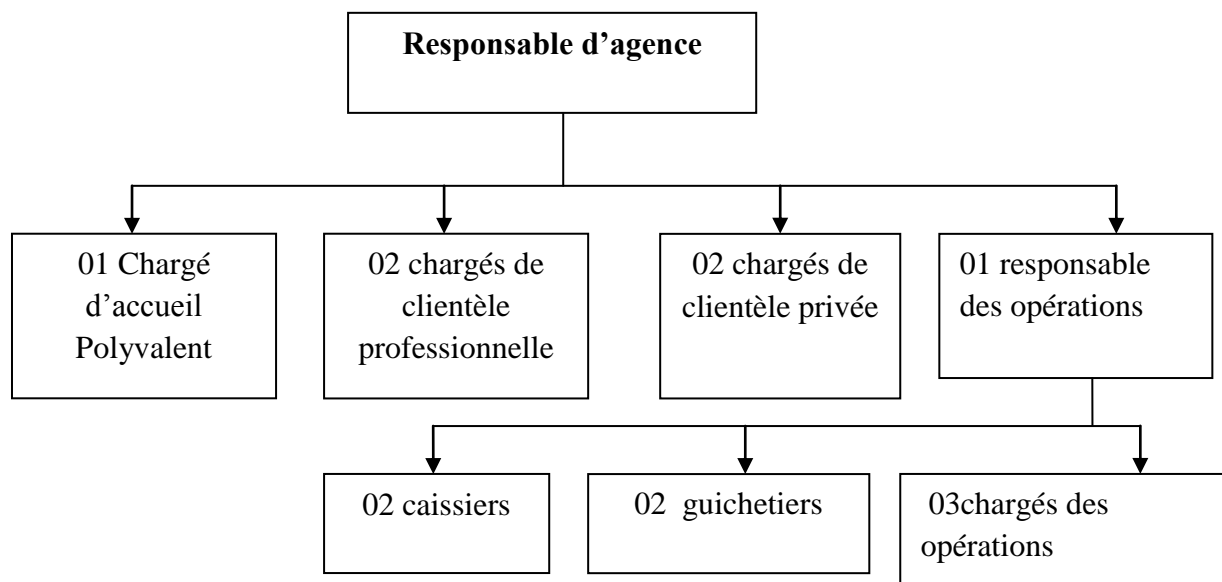 Responsable d’agence
01 Chargé
d’accueil
Polyvalent
02 chargés de
clientèle
professionnelle
02 chargés de
clientèle privée
01 responsable
des opérations
02 caissiers
02 guichetiers
03chargés des
opérations